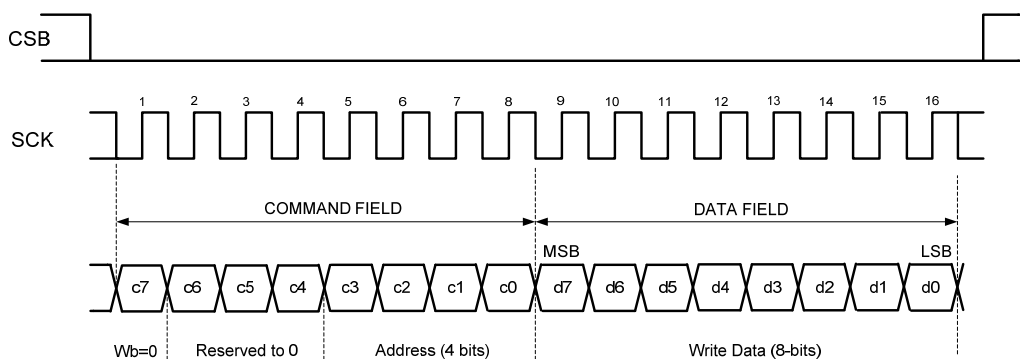 CSB
1 2 3 4 5 6 7 8 9 10 11 12 13 14 15 16
SCK
COMMAND FIELD DATA FIELD
MSB LSB
c7 c6 c5 c4 c3 c2 c1 c0 d7 d6 d5 d4 d3 d2 d1 d0
Wb=0 Reserved to 0 Address (4 bits) Write Data (8-bits)